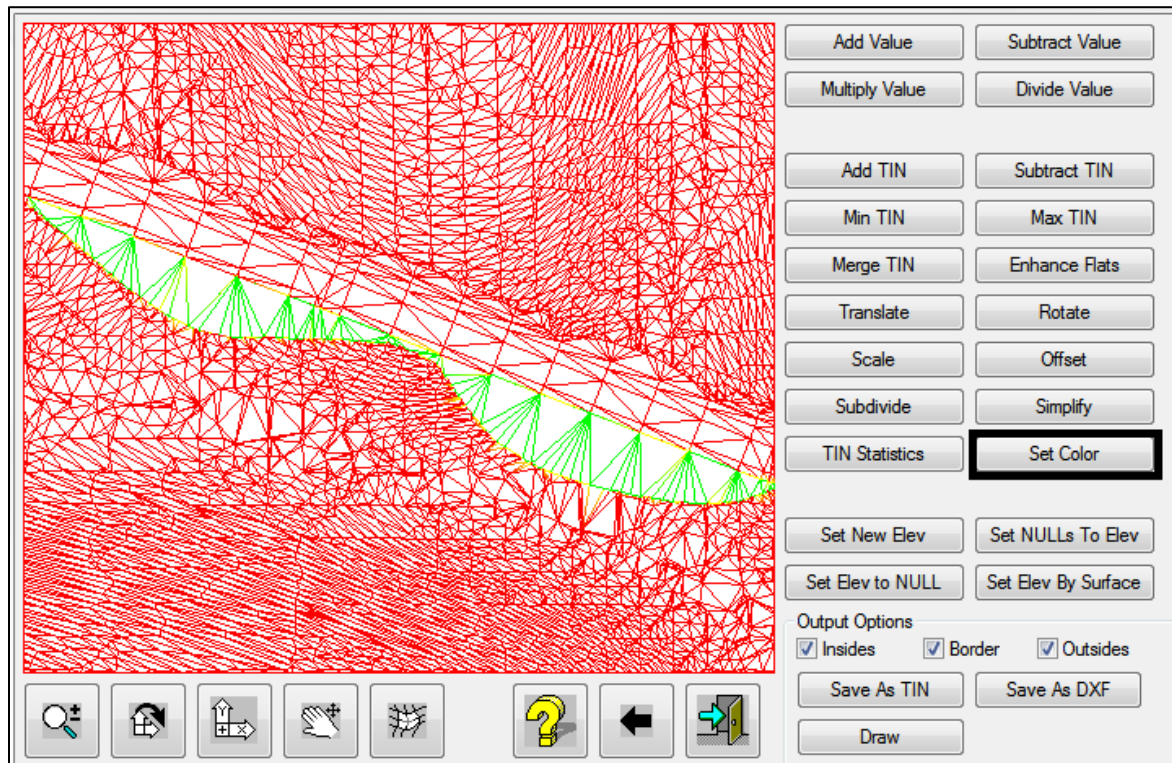 Add Value Subtract Value
Multiply Value Divide Value
Add TIN Subtract TIN
Min TIN Max TIN
Merge TIN Enhance Flats
Translate Rotate
Scale Offset
Subdivide Simplify
TIN Statistics Set Color
Set New Elev Set NULLs To Elev
Set Elev to NULL Set Elev By Surface
Output Options
Insides Border Outsides
Save As TIN Save As DXF
Draw
Y
+ X